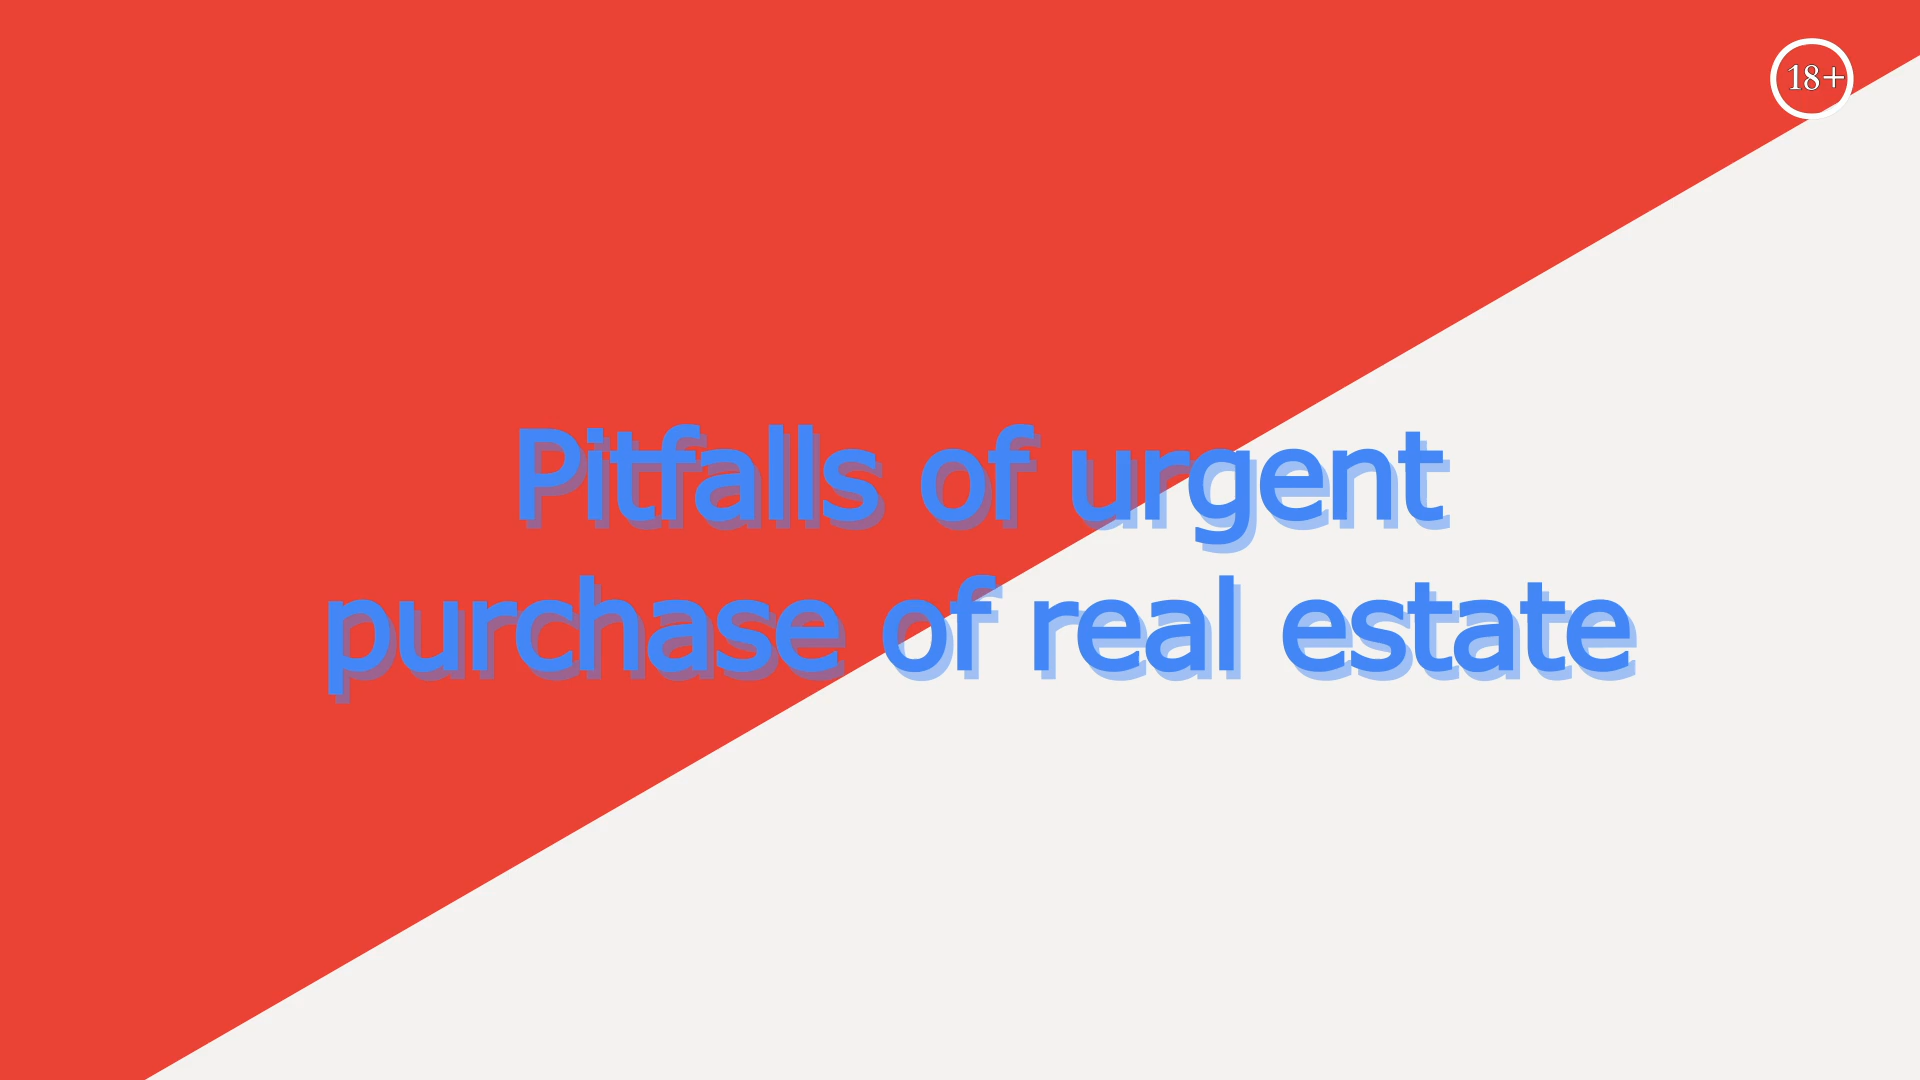 18+
Pitfalls of urgent
purchase of real estate